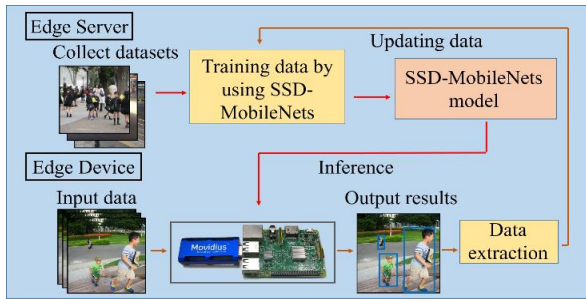 Edge Server
Collect datasets
Training data by
using SSD-
MobileNets
Updating data
SSD-MobileNets
model
Edge Device
Inference
Input data
Movidius
Output results
Data
extraction